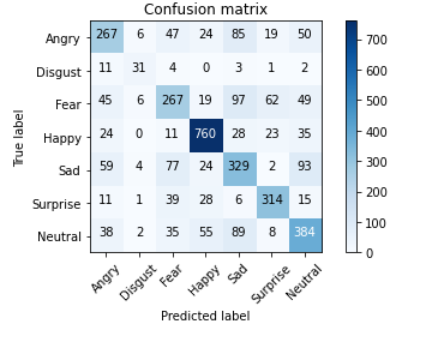 Confusion matrix
Angry 267 6 47 24 85 19 50
Disgust 11 31 4 0 3 1 2
Fear 45 6 267 19 97 62 49
Happy 24 0 11 760 28 23 35
Sad 59 4 77 24 329 2 93
Surprise 11 1 39 28 6 314 15
Neutral 38 2 35 55 89 8 384
Angry Disgust Fear Happy Sad Surprise Neutral
Predicted label
True label
700
600
500
400
300
200
100
0